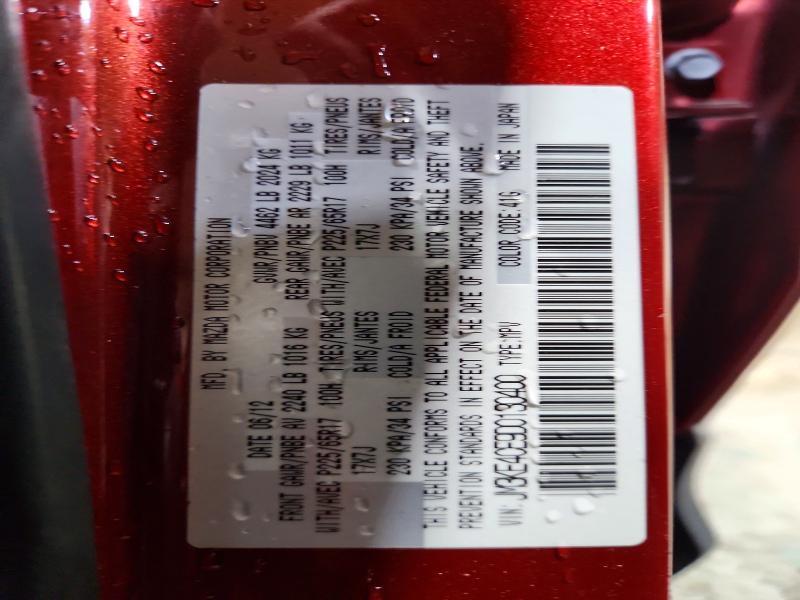 MFD. BY MAZDA MOTOR CORPORATION
DATE 06/12 GVWR/PNBV 4462 LB 2024 KG
FRONT GAWR/PNBE AV 2240 LB 1016 KG REAR GAWR/PNBE AR 2229 LB 1011 KG
WITH/AVEC P225/65R17 100H TIRES/PNEUS WITH/AVEC P225/65R17 100H TIRES/PNEUS
17X7J RIMS/JANTES 17X7J RIMS/JANTES
230 KPA/34 PSI COLD/A FROID 230 KPA/34 PSI COLD/A FROID
THIS VEHICLE CONFORMS TO ALL APPLICABLE FEDERAL MOTOR VEHICLE SAFETY AND THEFT
PREVENTION STANDARDS IN EFFECT ON THE DATE OF MANUFACTURE SHOWN ABOVE.
VIN: TYPE:MPV COLOR CODE:41G MADE IN JAPAN